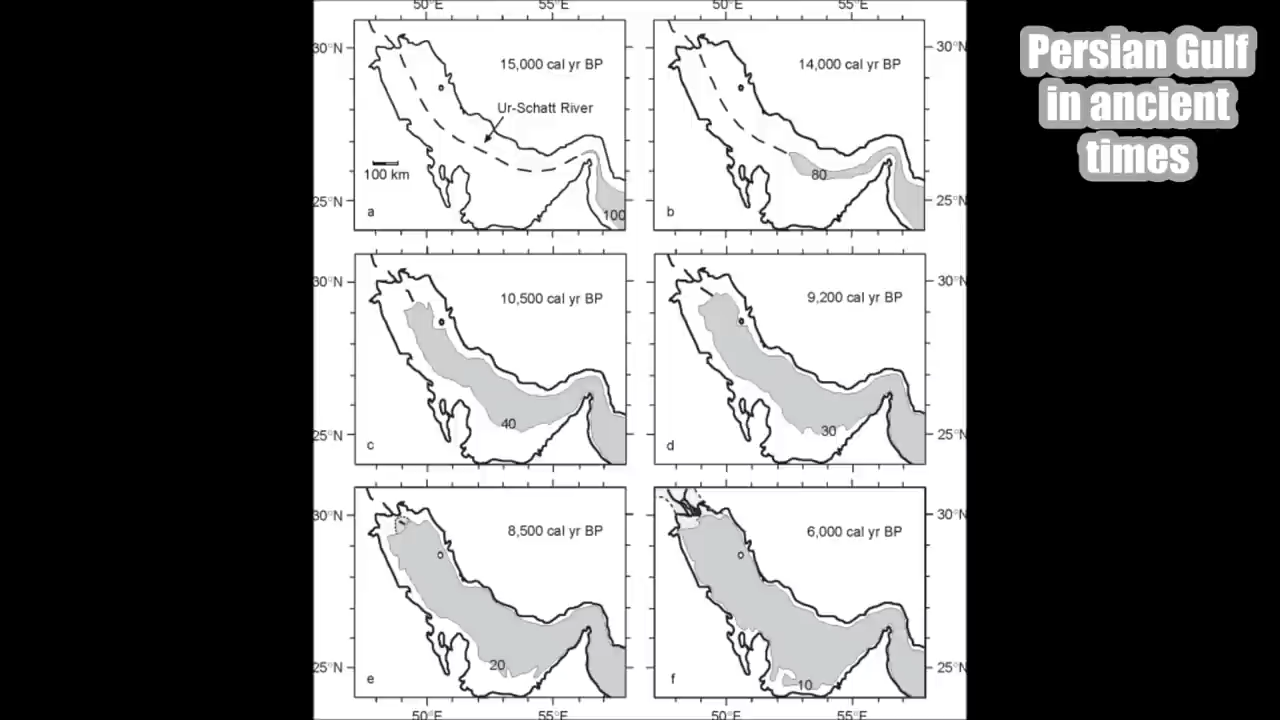 50°E
55°E
50°E
55°E
30°N
15,000 cal yr BP
Ur-Schatt River
100 km
25°N
a
100
14,000 cal yr BP
30°N
80
25°N
b
30°N
10,500 cal yr BP
40
25°N
c
9,200 cal yr BP
30°N
30
25°N
d
30°N
8,500 cal yr BP
20
25°N
e
6,000 cal yr BP
30°N
10
25°N
f
50°E
55°E
50°E
55°E
Persian Gulf
in ancient
times